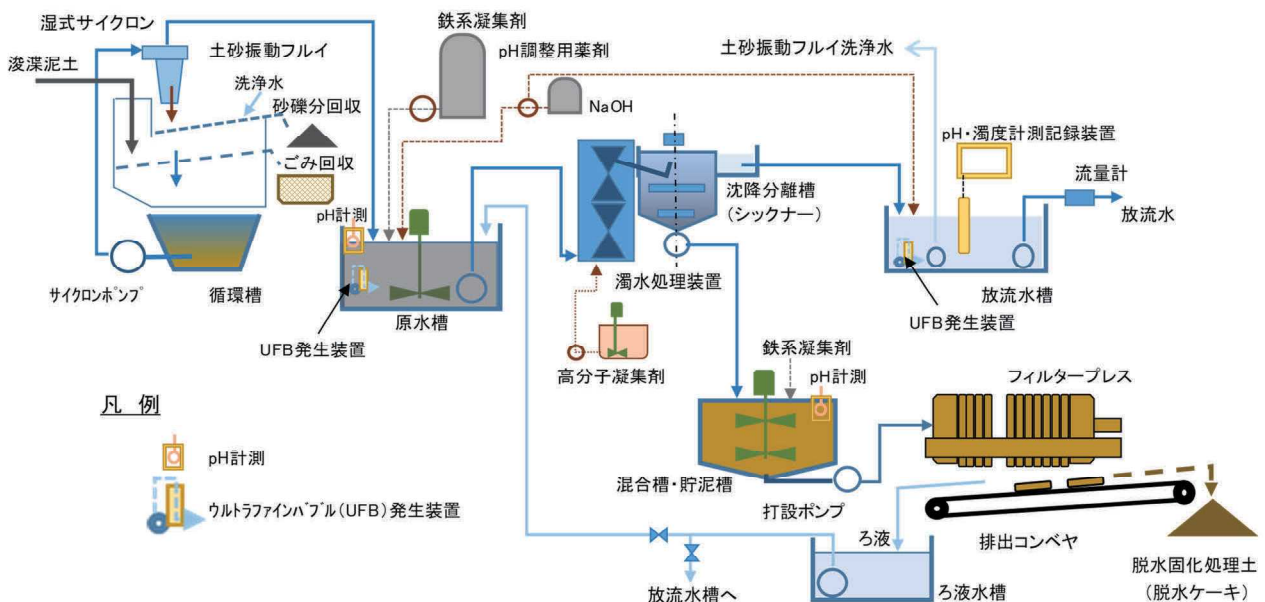 湿式サイクロン
土砂振動フルイ
浚渫泥土
洗浄水
砂礫分回収
ごみ回収
サイクロンポンプ
循環槽
鉄系凝集剤
pH調整用薬剤
NaOH
pH計測
原水槽
UFB発生装置
高分子凝集剤
沈降分離槽
(シックナー)
濁水処理装置
土砂振動フルイ洗浄水
pH・濁度計測記録装置
流量計
放流水
放流水槽
UFB発生装置
鉄系凝集剤
pH計測
混合槽・貯泥槽
打設ポンプ
フィルタープレス
排出コンベヤ
脱水固化処理土
(脱水ケーキ)
ろ液
ろ液水槽
放流水槽へ
凡 例
pH計測
ウルトラファインバブル(UFB)発生装置